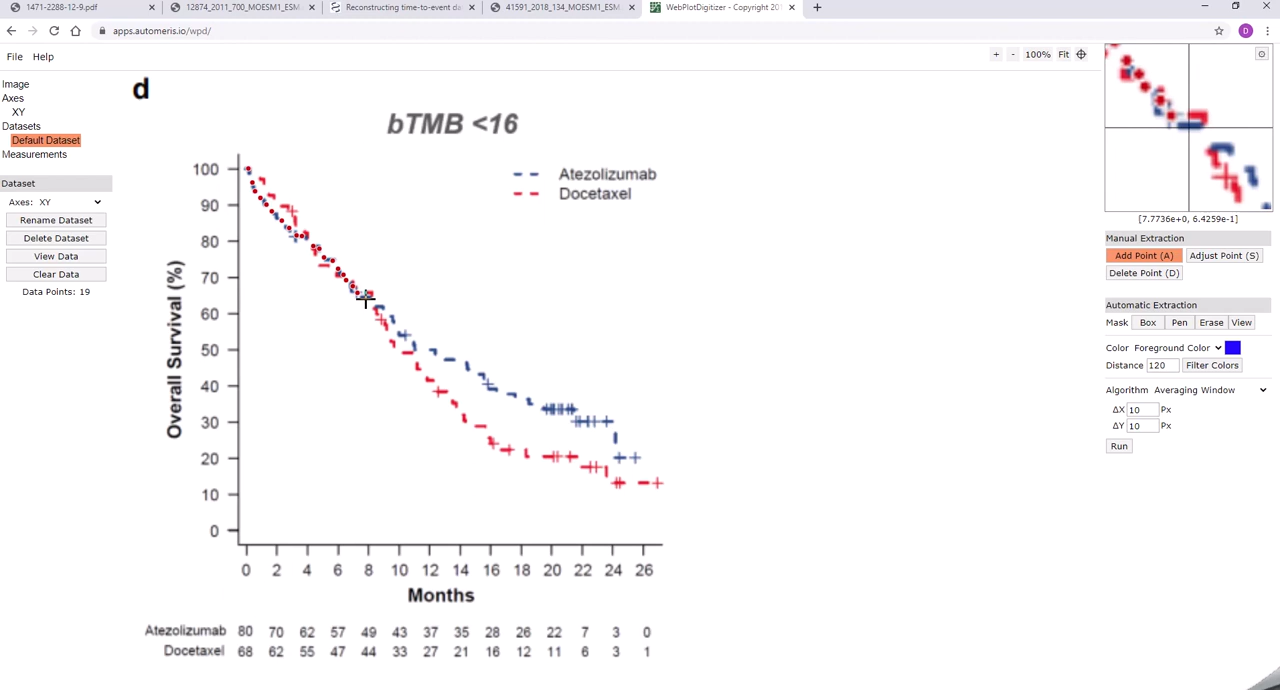 1471-2288-12-9.pdf × 12874_2011_700_MOESM1_ESM × Reconstructing time-to-event da × 41591_2018_134_MOESM1_ESM × WebPlotDigitizer - Copyright 201 × +
apps.automeris.io/wpd/ D
File Help + - 100% Fit
Image
Axes
XY
Datasets
Default Dataset
Measurements
Dataset
Axes: XY
Rename Dataset
Delete Dataset
View Data
Clear Data
Data Points: 19
d
bTMB <16
Atezolizumab
Docetaxel
Overall Survival (%)
100
90
80
70
60
50
40
30
20
10
0
0 2 4 6 8 10 12 14 16 18 20 22 24 26
Months
Atezolizumab 80 70 62 57 49 43 37 35 28 26 22 7 3 0
Docetaxel 68 62 55 47 44 33 27 21 16 12 11 6 3 1
[7.7736e+0, 6.4259e-1]
Manual Extraction
Add Point (A) Adjust Point (S)
Delete Point (D)
Automatic Extraction
Mask Box Pen Erase View
Color Foreground Color
Distance 120 Filter Colors
Algorithm Averaging Window
ΔX 10 Px
ΔY 10 Px
Run